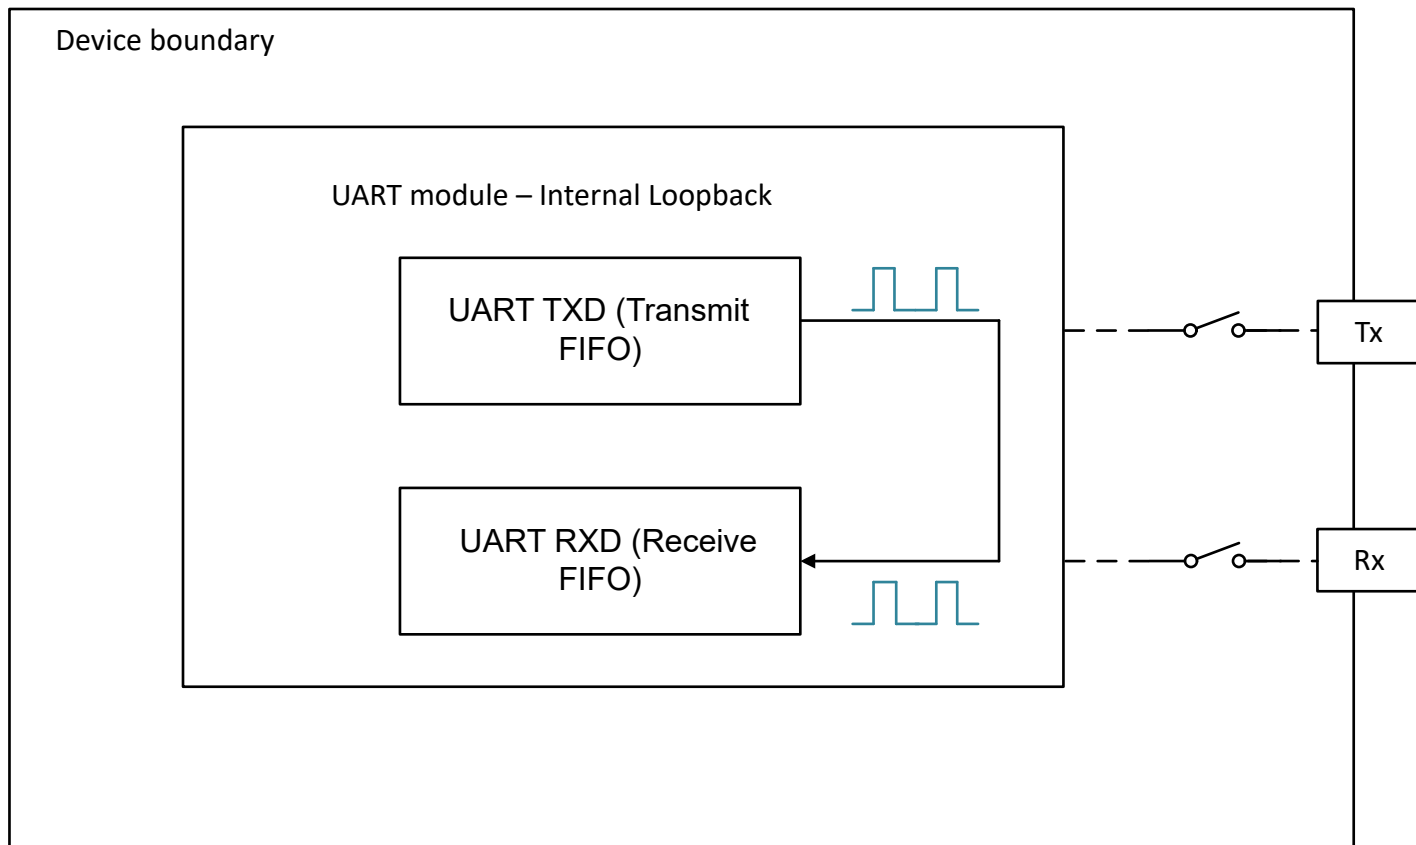 Device boundary
UART module – Internal Loopback
UART TXD (Transmit
FIFO)
Tx
UART RXD (Receive
FIFO)
Rx